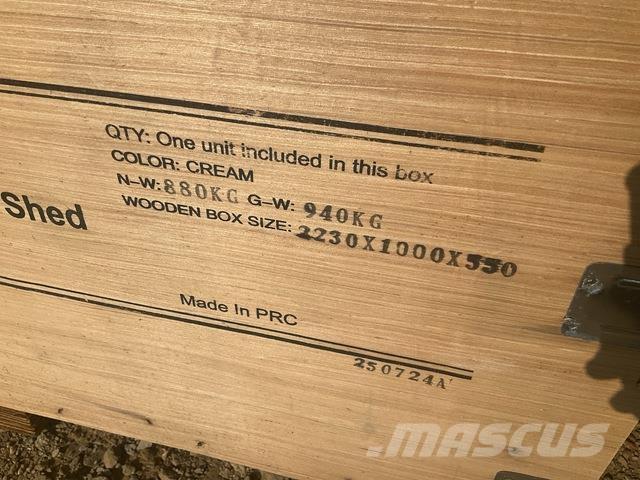 QTY: One unit included in this box
COLOR: CREAM
N-W: 880KG G-W: 940KG
WOODEN BOX SIZE: 2230X1000X550
Shed
Made In PRC
250724A
MASCUS